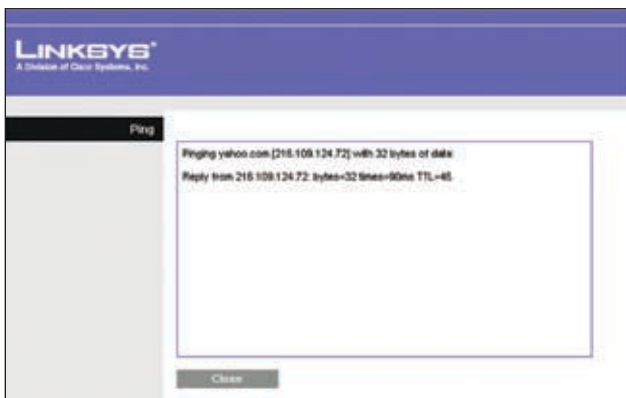 LINKSYS®
A Division of Cisco Systems, Inc.
Ping
Pinging yahoo.com [216.109.124.72] with 32 bytes of data:
Reply from 216.109.124.72: bytes=32 times=90ms TTL=45
Close